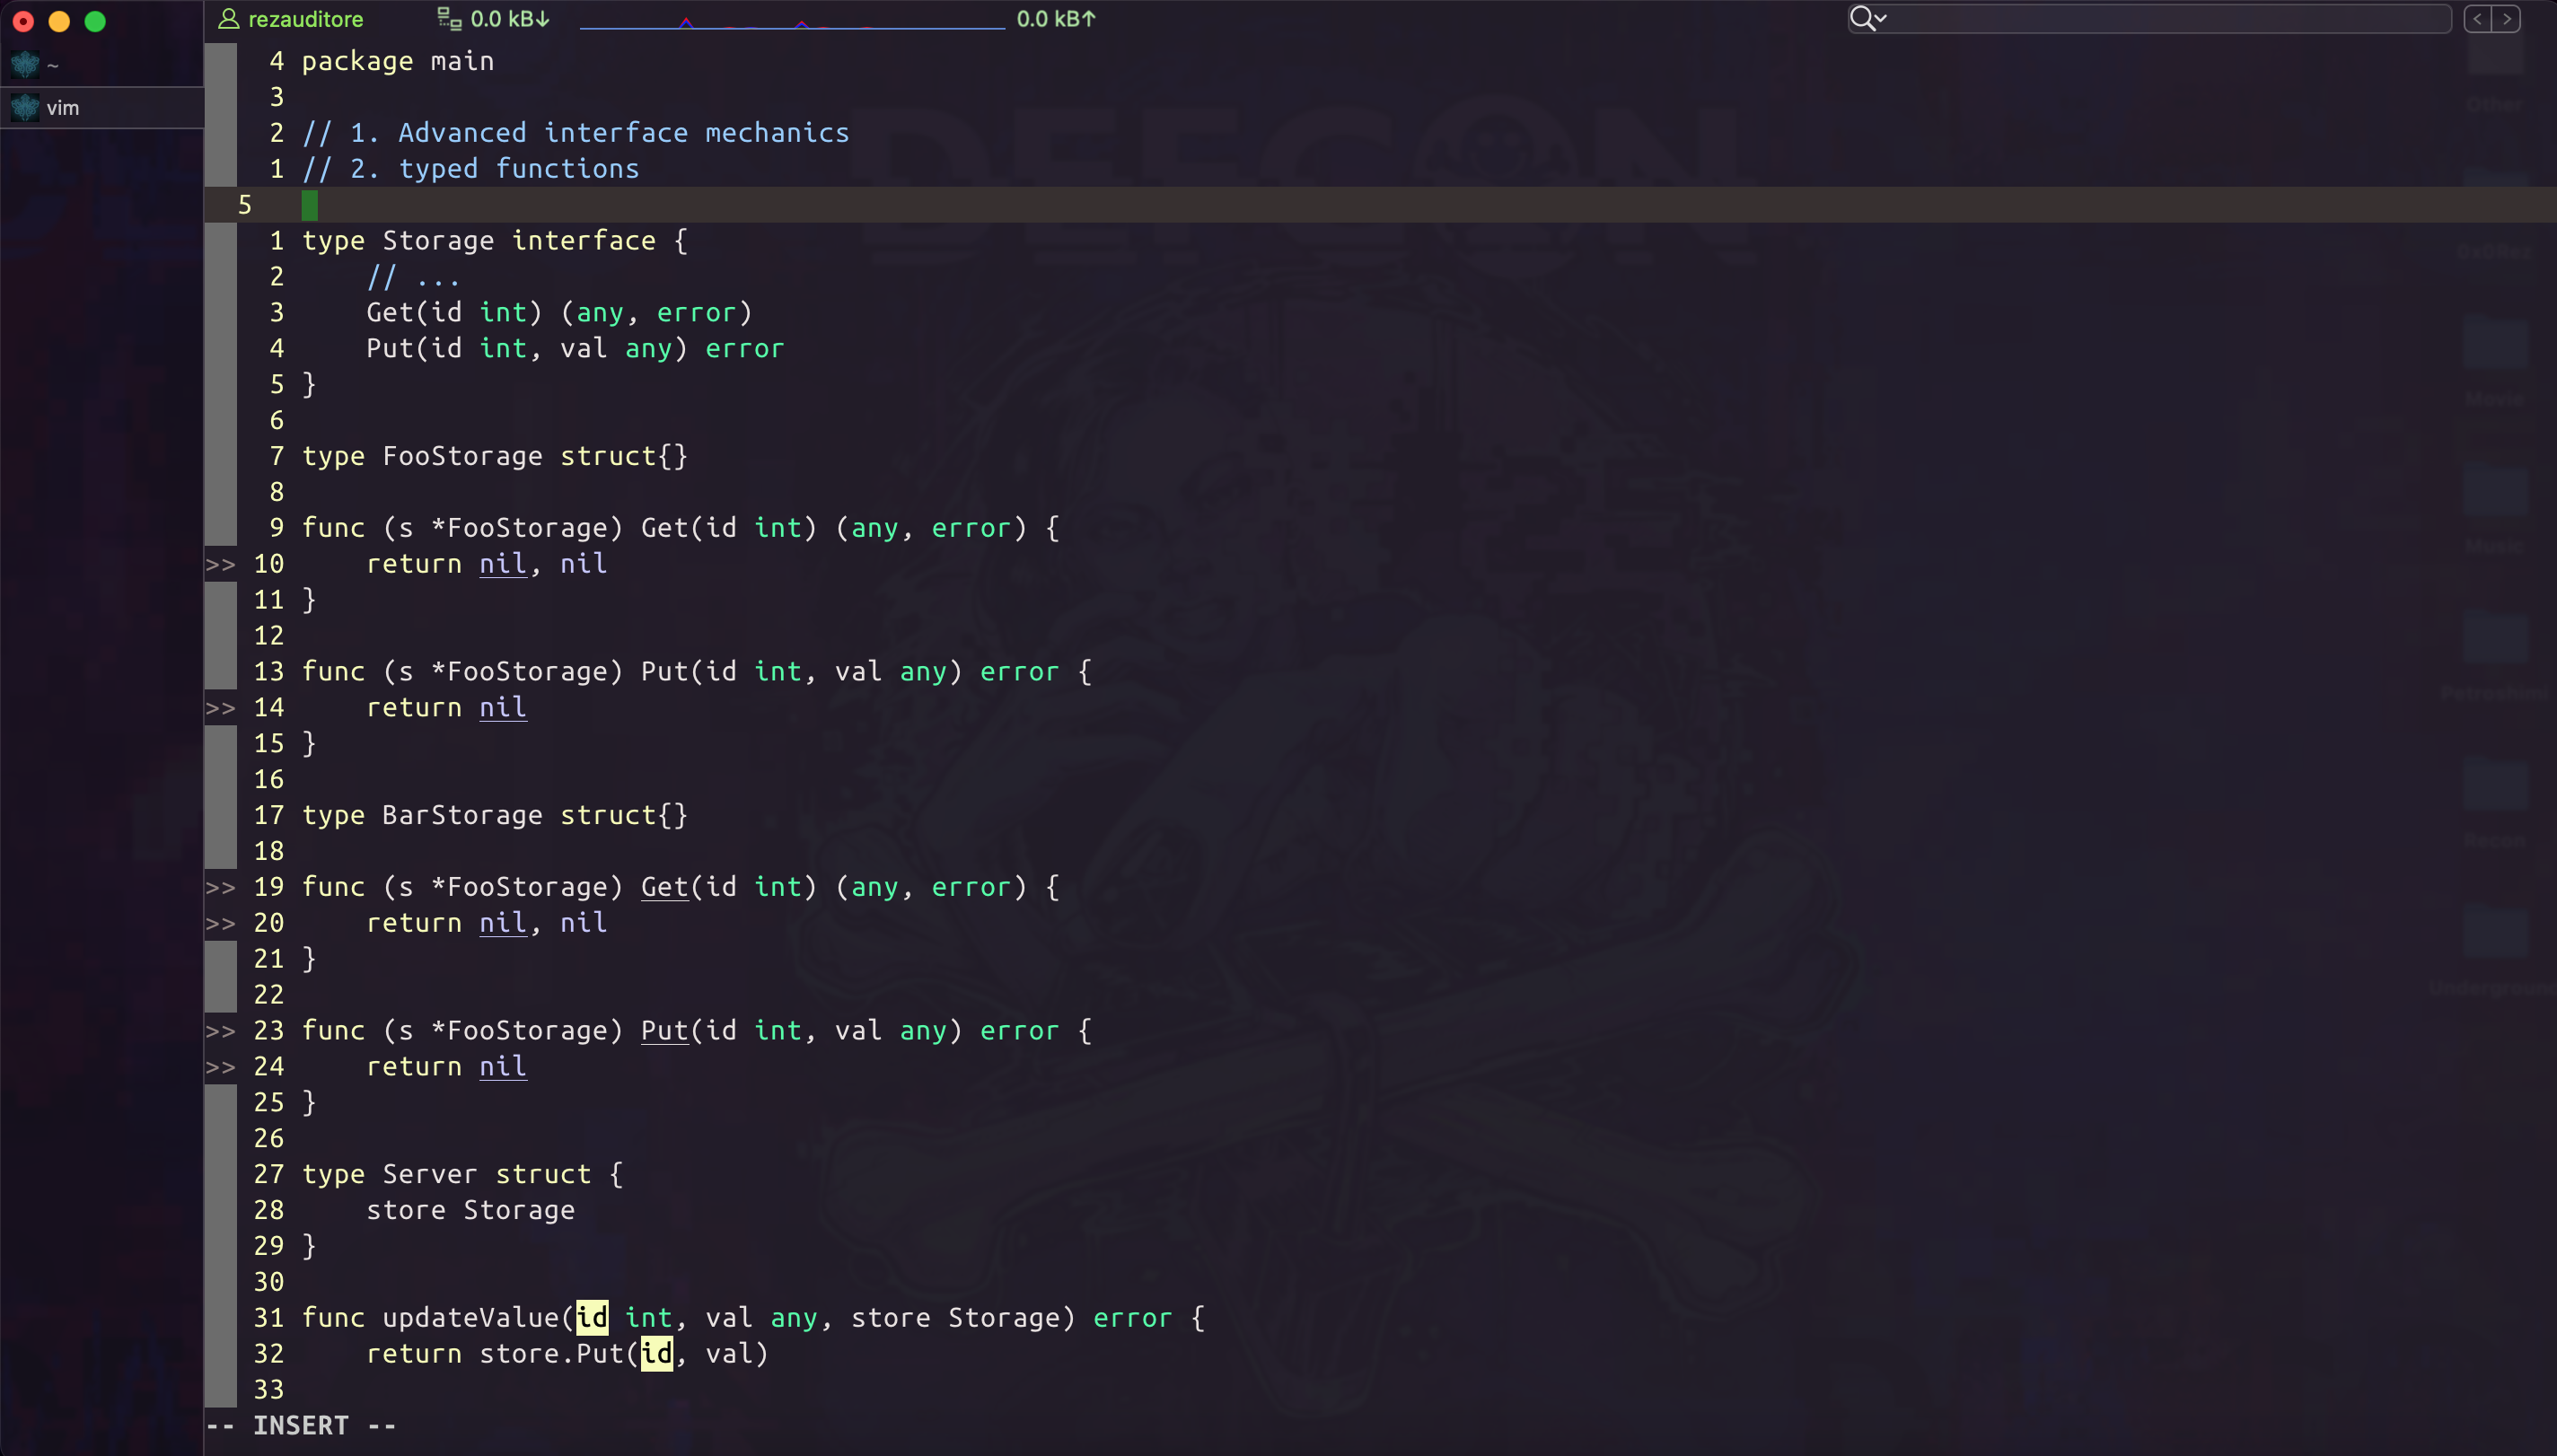 rezauditore 0.0 kB↓ 0.0 kB↑
~
vim
4 package main
3
2 // 1. Advanced interface mechanics
1 // 2. typed functions
5
1 type Storage interface {
2     // ...
3     Get(id int) (any, error)
4     Put(id int, val any) error
5 }
6
7 type FooStorage struct{}
8
9 func (s *FooStorage) Get(id int) (any, error) {
>> 10     return nil, nil
11 }
12
13 func (s *FooStorage) Put(id int, val any) error {
>> 14     return nil
15 }
16
17 type BarStorage struct{}
18
>> 19 func (s *FooStorage) Get(id int) (any, error) {
>> 20     return nil, nil
21 }
22
>> 23 func (s *FooStorage) Put(id int, val any) error {
>> 24     return nil
25 }
26
27 type Server struct {
28     store Storage
29 }
30
31 func updateValue(id int, val any, store Storage) error {
32     return store.Put(id, val)
33
-- INSERT --
DEFCON
Other
Movie
Music
Recon
Underground